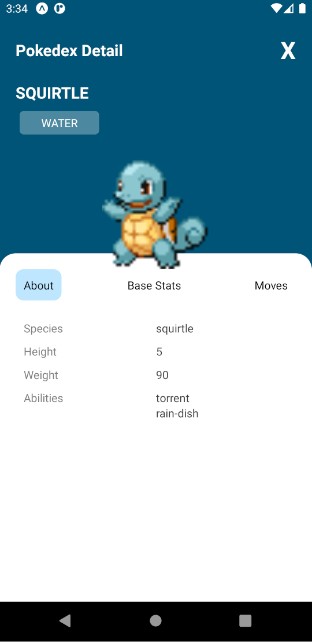 3:34
Pokedex Detail X
SQUIRTLE
WATER
About Base Stats Moves
Species squirtle
Height 5
Weight 90
Abilities torrent
rain-dish